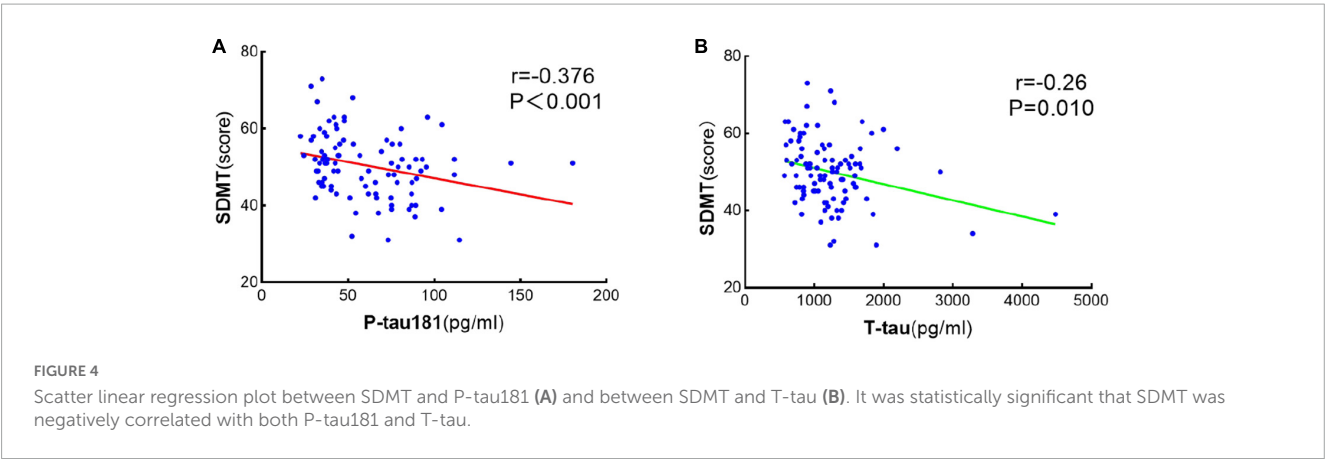 A
80
60
40
20
0
50
100
150
200
SDMT(score)
P-tau181(pg/ml)
r=-0.376
P＜0.001
B
80
60
40
20
0
1000
2000
3000
4000
5000
SDMT(score)
T-tau(pg/ml)
r=-0.26
P=0.010
FIGURE 4
Scatter linear regression plot between SDMT and P-tau181 (A) and between SDMT and T-tau (B). It was statistically significant that SDMT was
negatively correlated with both P-tau181 and T-tau.